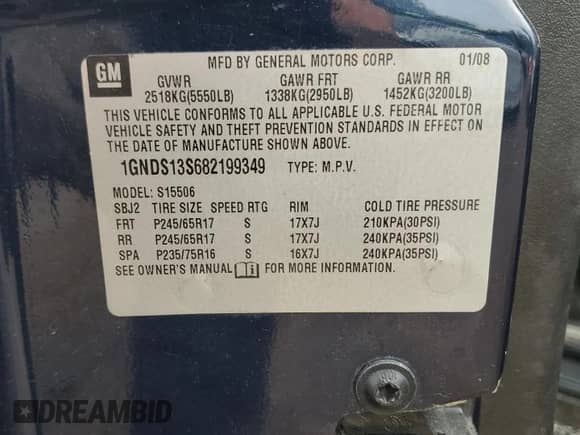 GM
MFD BY GENERAL MOTORS CORP. 01/08
GVWR GAWR FRT GAWR RR
2518KG(5550LB) 1338KG(2950LB) 1452KG(3200LB)
THIS VEHICLE CONFORMS TO ALL APPLICABLE U.S. FEDERAL MOTOR
VEHICLE SAFETY AND THEFT PREVENTION STANDARDS IN EFFECT ON
THE DATE OF MANUFACTURE SHOWN ABOVE.
1GNDS13S682199349 TYPE: M.P.V.
MODEL: S15506
SBJ2 TIRE SIZE SPEED RTG RIM COLD TIRE PRESSURE
FRT P245/65R17 S 17X7J 210KPA(30PSI)
RR P245/65R17 S 17X7J 240KPA(35PSI)
SPA P235/75R16 S 16X7J 240KPA(35PSI)
SEE OWNER'S MANUAL FOR MORE INFORMATION.
DREAMBID